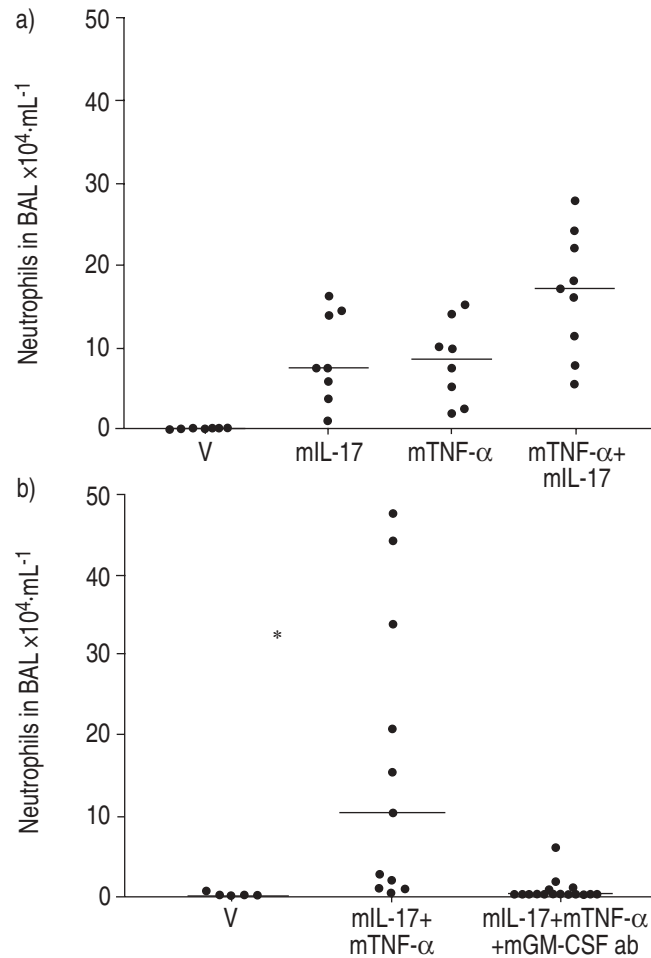 a)
50
40
30
20
10
0
Neutrophils in BAL ×10⁴·mL⁻¹
V
mIL-17
mTNF-α
mTNF-α+
mIL-17
b)
50
40
30
20
10
0
Neutrophils in BAL ×10⁴·mL⁻¹
*
V
mIL-17+
mTNF-α
mIL-17+mTNF-α
+mGM-CSF ab